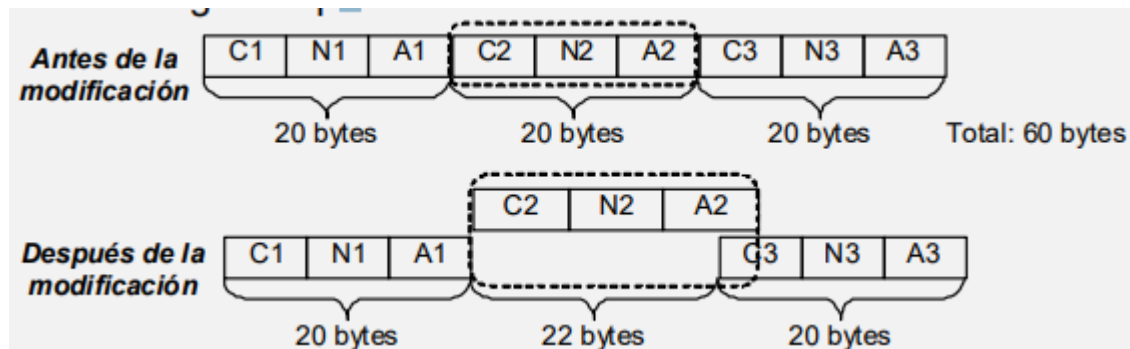 Antes de la
modificación
C1 N1 A1 C2 N2 A2 C3 N3 A3
20 bytes 20 bytes 20 bytes Total: 60 bytes
C2 N2 A2
Después de la
modificación
C1 N1 A1 C3 N3 A3
20 bytes 22 bytes 20 bytes